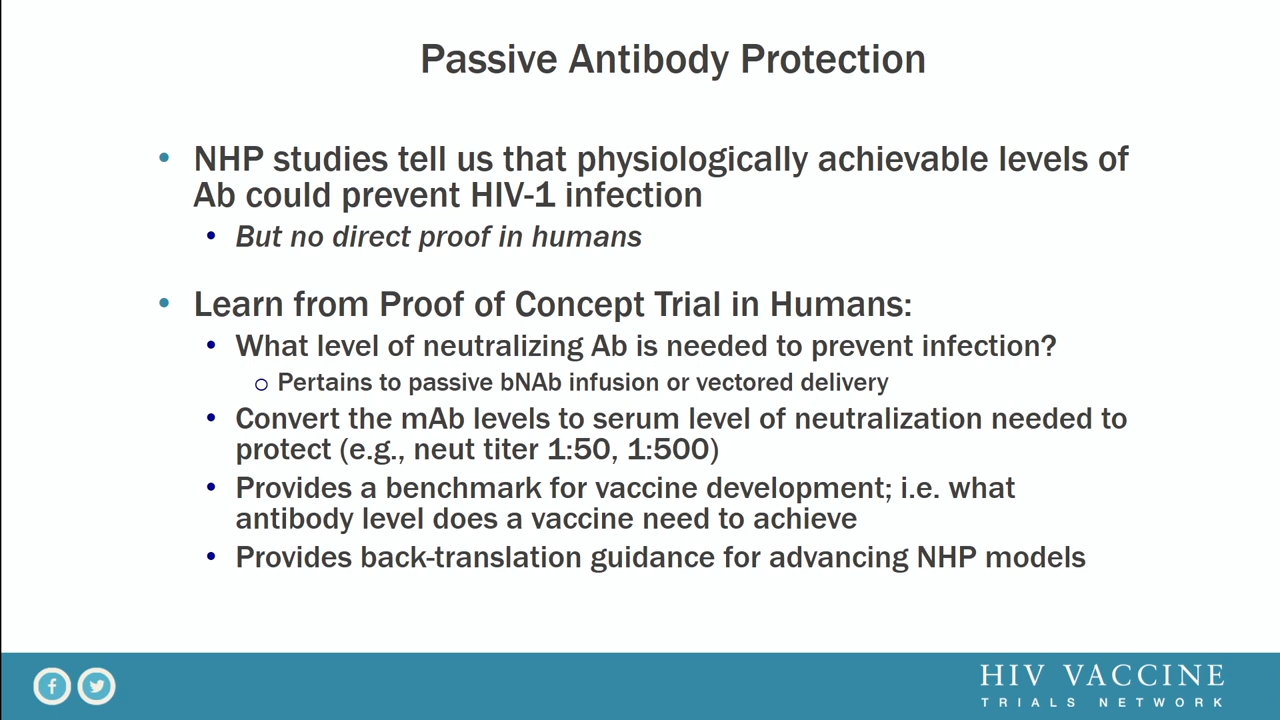 Passive Antibody Protection
• NHP studies tell us that physiologically achievable levels of
Ab could prevent HIV-1 infection
• But no direct proof in humans
• Learn from Proof of Concept Trial in Humans:
• What level of neutralizing Ab is needed to prevent infection?
o Pertains to passive bNAb infusion or vectored delivery
• Convert the mAb levels to serum level of neutralization needed to
protect (e.g., neut titer 1:50, 1:500)
• Provides a benchmark for vaccine development; i.e. what
antibody level does a vaccine need to achieve
• Provides back-translation guidance for advancing NHP models
HIV VACCINE
TRIALS NETWORK